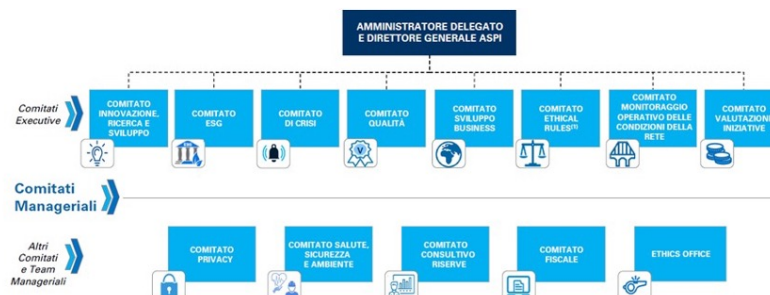 AMMINISTRATORE DELEGATO
E DIRETTORE GENERALE ASPI
Comitati
Executive
COMITATO
INNOVAZIONE,
RICERCA E
SVILUPPO
COMITATO
ESG
COMITATO
DI CRISI
COMITATO
QUALITÀ
COMITATO
SVILUPPO
BUSINESS
COMITATO
ETHICAL
RULES(1)
COMITATO
MONITORAGGIO
OPERATIVO DELLE
CONDIZIONI DELLA
RETE
COMITATO
VALUTAZIONE
INIZIATIVE
Comitati
Manageriali
Altri
Comitati
e Team
Manageriali
COMITATO
PRIVACY
COMITATO SALUTE,
SICUREZZA
E AMBIENTE
COMITATO
CONSULTIVO
RISERVE
COMITATO
FISCALE
ETHICS OFFICE